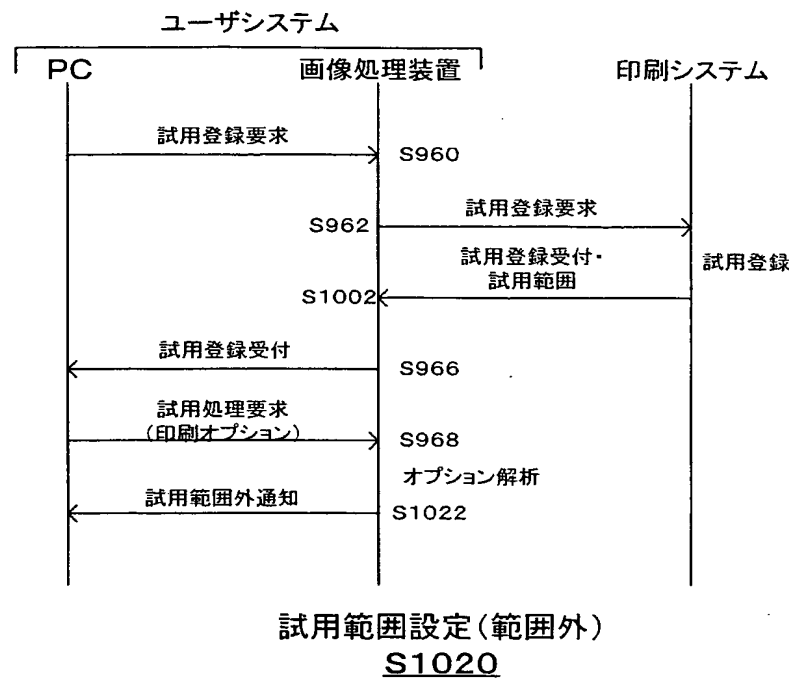 ユーザシステム
PC
画像処理装置
印刷システム
試用登録要求
S960
試用登録要求
S962
試用登録受付・
試用範囲
試用登録
S1002
試用登録受付
S966
試用処理要求
(印刷オプション)
S968
オプション解析
試用範囲外通知
S1022
試用範囲設定(範囲外)
S1020